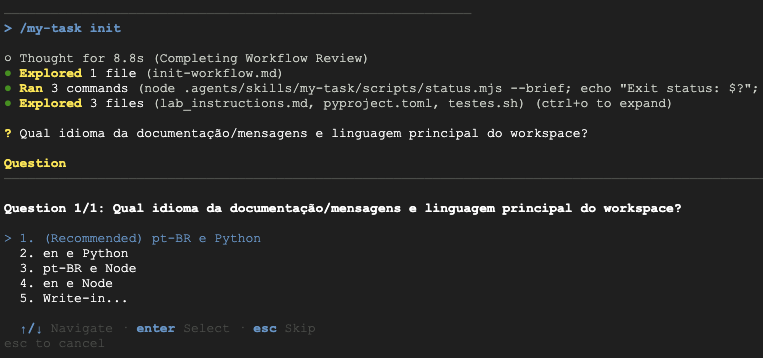 > /my-task init
○ Thought for 8.8s (Completing Workflow Review)
● Explored 1 file (init-workflow.md)
● Ran 3 commands (node .agents/skills/my-task/scripts/status.mjs --brief; echo "Exit status: $?";
● Explored 3 files (lab_instructions.md, pyproject.toml, testes.sh) (ctrl+o to expand)
? Qual idioma da documentação/mensagens e linguagem principal do workspace?
Question
Question 1/1: Qual idioma da documentação/mensagens e linguagem principal do workspace?
> 1. (Recommended) pt-BR e Python
2. en e Python
3. pt-BR e Node
4. en e Node
5. Write-in...
↑/↓ Navigate · enter Select · esc Skip
esc to cancel